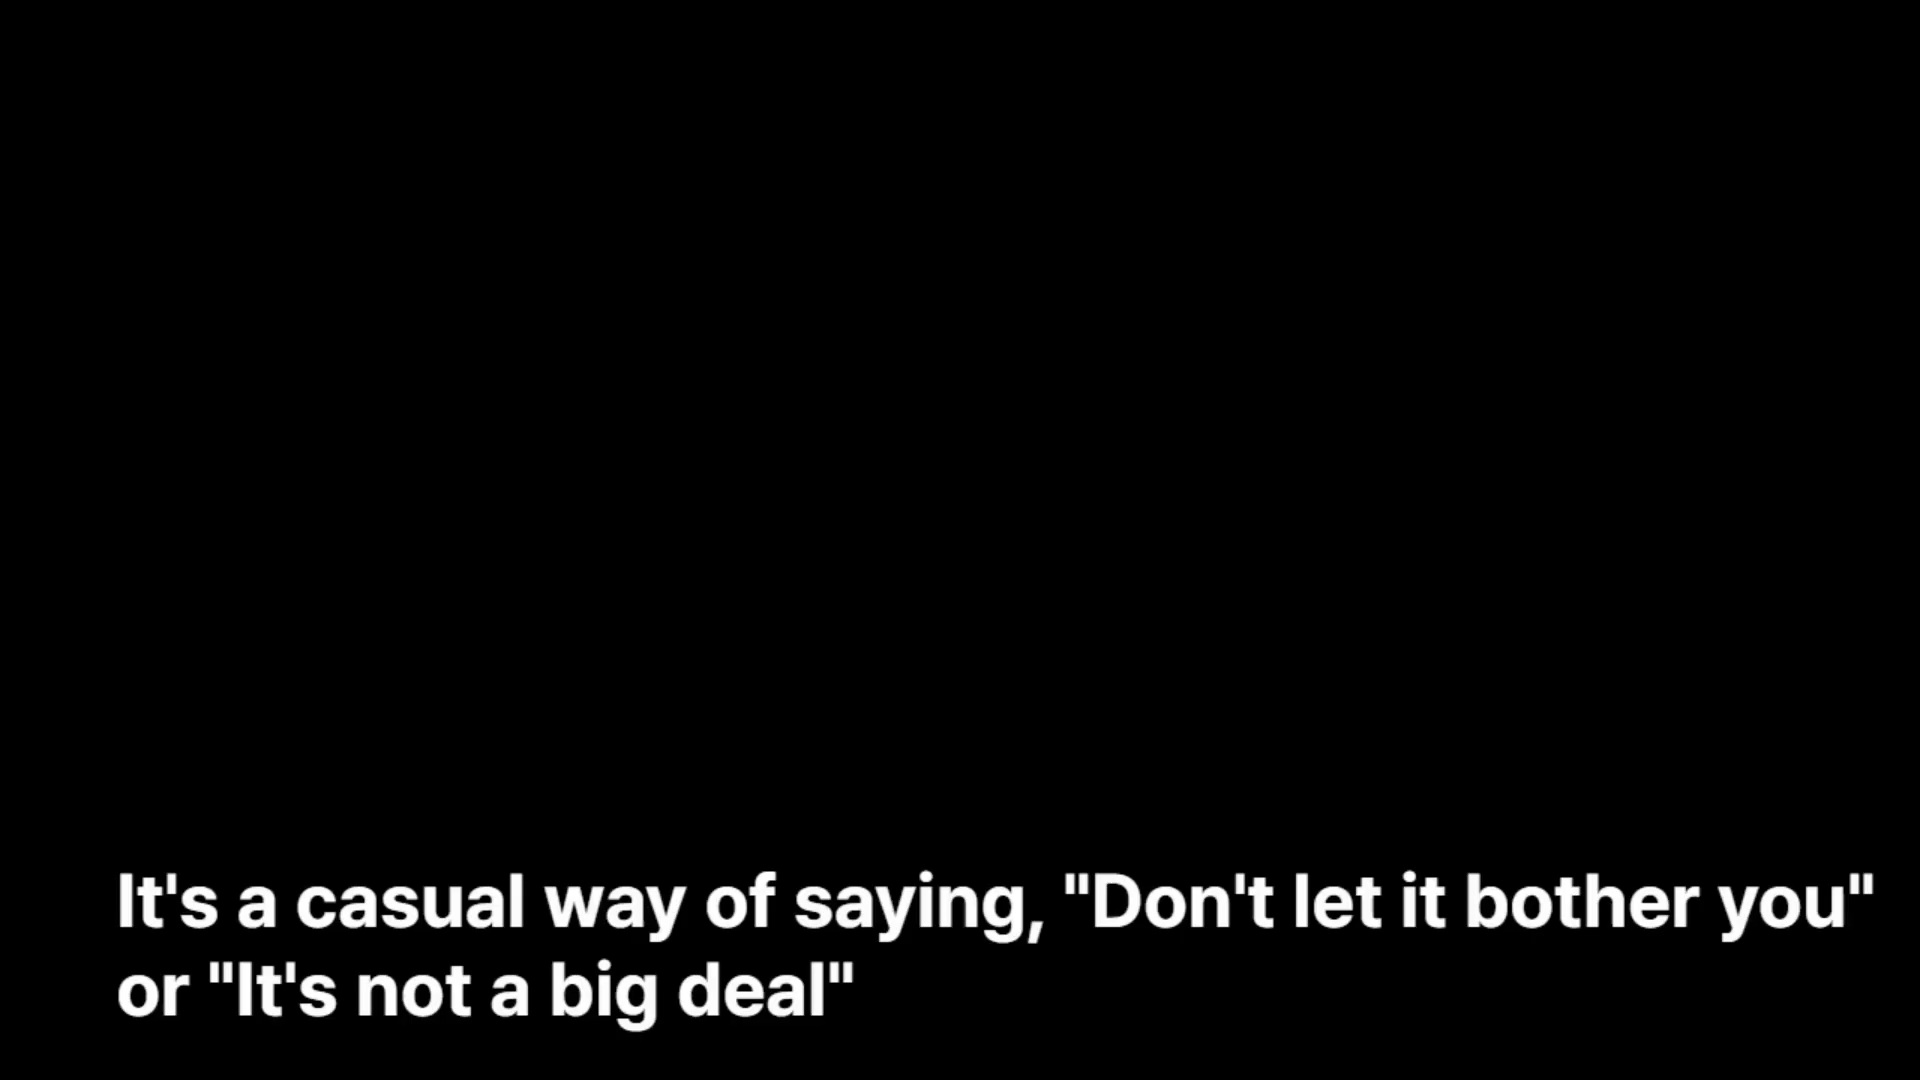 It's a casual way of saying, "Don't let it bother you"
or "It's not a big deal"